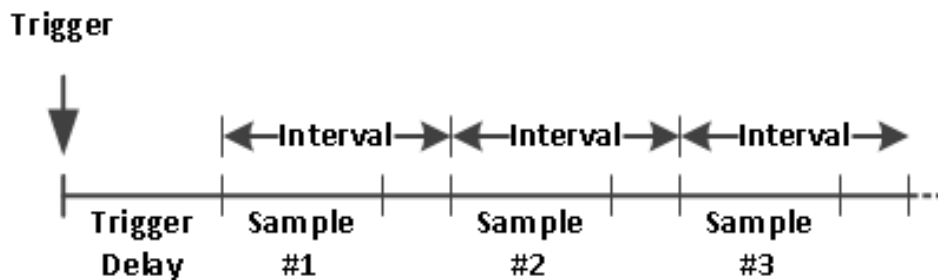 Trigger
Interval Interval Interval
Trigger Sample Sample Sample
Delay #1 #2 #3